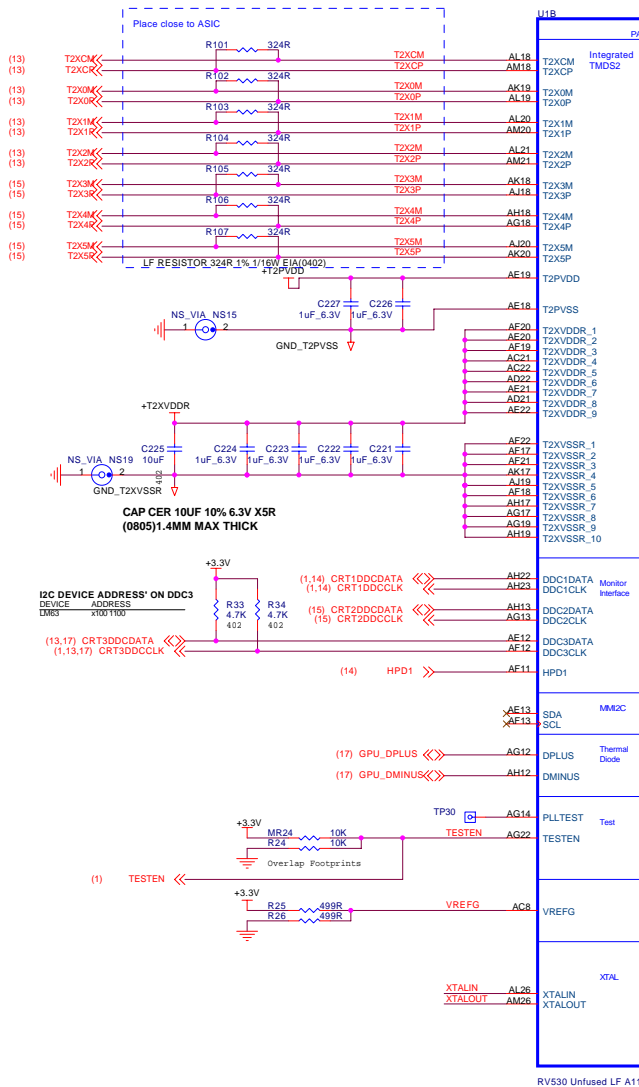 U1B
Place close to ASIC
PA
Integrated
TMDS2
R101 324R
(13) T2XCM T2XCM AL18 T2XCM
(13) T2XCP T2XCP AM18 T2XCP
R102 324R
(13) T2X0M T2X0M AK19 T2X0M
(13) T2X0P T2X0P AL19 T2X0P
R103 324R
(13) T2X1M T2X1M AL20 T2X1M
(13) T2X1P T2X1P AM20 T2X1P
R104 324R
(13) T2X2M T2X2M AL21 T2X2M
(13) T2X2P T2X2P AM21 T2X2P
R105 324R
(15) T2X3M T2X3M AK18 T2X3M
(15) T2X3P T2X3P AJ18 T2X3P
R106 324R
(15) T2X4M T2X4M AH18 T2X4M
(15) T2X4P T2X4P AG18 T2X4P
R107 324R
(15) T2X5M T2X5M AJ20 T2X5M
(15) T2X5P T2X5P AK20 T2X5P
LF RESISTOR 324R 1% 1/16W EIA(0402)
+T2PVDD
AE19 T2PVDD
C227 C226
1uF_6.3V 1uF_6.3V
AE18 T2PVSS
NS_VIA NS15
1 2
GND_T2PVSS
AF20 T2XVDDR_1
AE20 T2XVDDR_2
AF19 T2XVDDR_3
AC21 T2XVDDR_4
AC22 T2XVDDR_5
AD22 T2XVDDR_6
AE21 T2XVDDR_7
AD21 T2XVDDR_8
AE22 T2XVDDR_9
+T2XVDDR
C225 C224 C223 C222 C221
10uF 1uF_6.3V 1uF_6.3V 1uF_6.3V 1uF_6.3V
402
NS_VIA NS19
1 2
GND_T2XVSSR
AF22 T2XVSSR_1
AF17 T2XVSSR_2
AF21 T2XVSSR_3
AK17 T2XVSSR_4
AJ19 T2XVSSR_5
AF18 T2XVSSR_6
AH17 T2XVSSR_7
AG17 T2XVSSR_8
AG19 T2XVSSR_9
AH19 T2XVSSR_10
CAP CER 10UF 10% 6.3V X5R
(0805)1.4MM MAX THICK
+3.3V
I2C DEVICE ADDRESS' ON DDC3
DEVICE ADDRESS
LM63 x100 1100
R33 R34
4.7K 4.7K
402 402
Monitor
Interface
(1,14) CRT1DDCDATA AH22 DDC1DATA
(1,14) CRT1DDCCLK AH23 DDC1CLK
(15) CRT2DDCDATA AH13 DDC2DATA
(15) CRT2DDCCLK AG13 DDC2CLK
(13,17) CRT3DDCDATA AE12 DDC3DATA
(1,13,17) CRT3DDCCLK AF12 DDC3CLK
(14) HPD1 AF11 HPD1
MMI2C
AE13 SDA
AF13 SCL
Thermal
Diode
(17) GPU_DPLUS AG12 DPLUS
(17) GPU_DMINUS AH12 DMINUS
TP30 AG14 PLLTEST
Test
+3.3V
MR24 10K TESTEN AG22 TESTEN
R24 10K
Overlap Footprints
(1) TESTEN
+3.3V
R25 499R VREFG AC8 VREFG
R26 499R
XTAL
XTALIN AL26 XTALIN
XTALOUT AM26 XTALOUT
RV530 Unfused LF A11